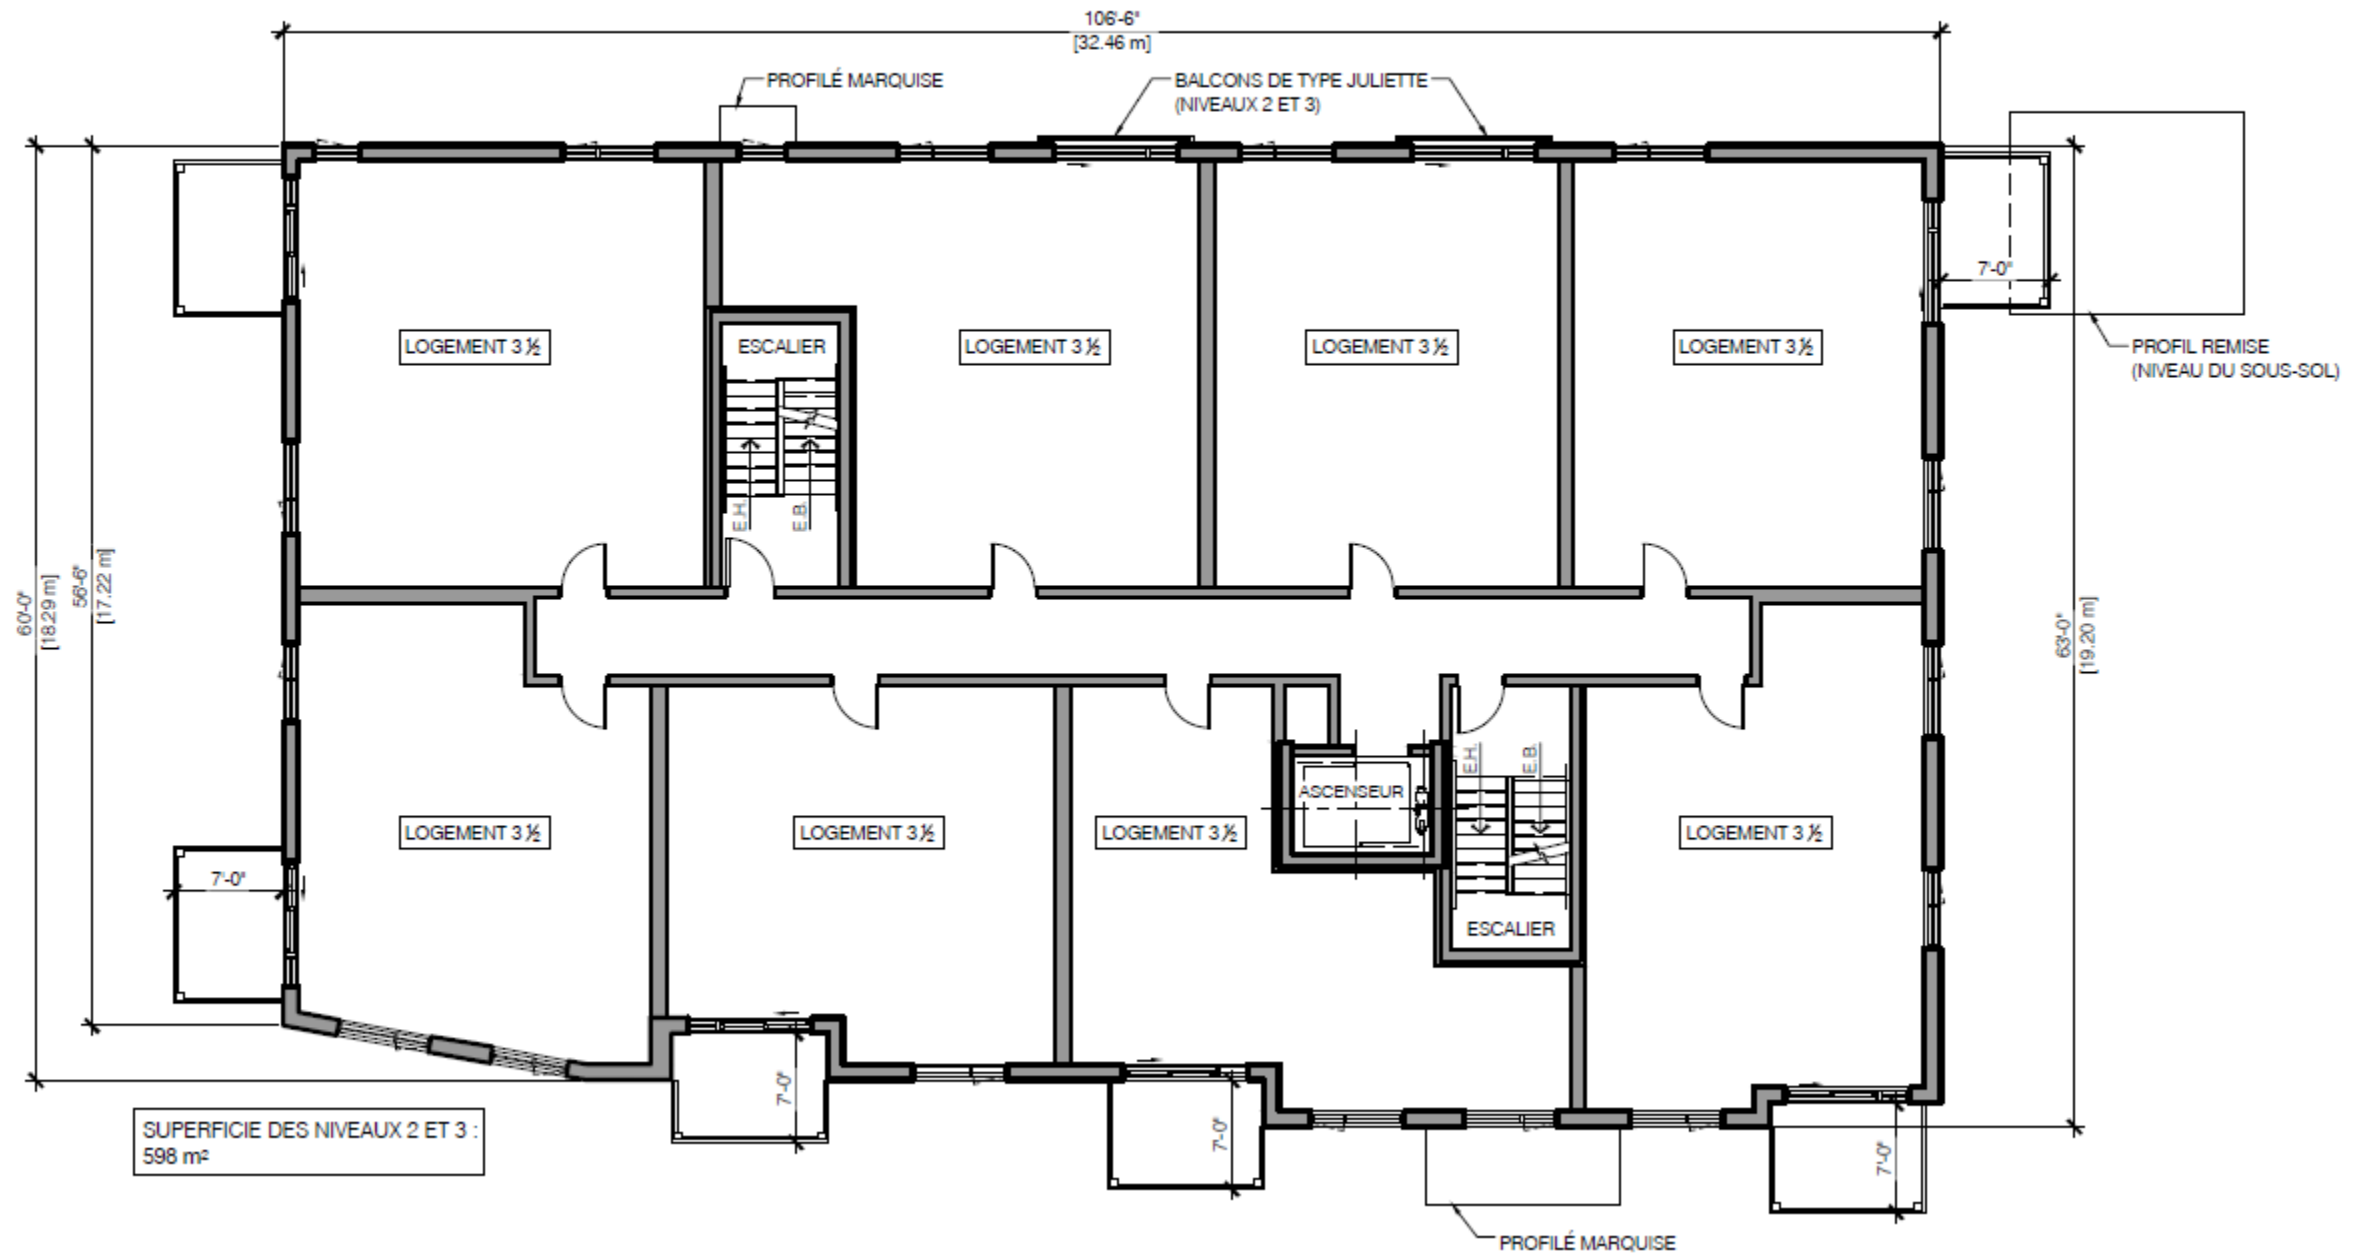 106'-6"
[32.46 m]
PROFILÉ MARQUISE
BALCONS DE TYPE JULIETTE
(NIVEAUX 2 ET 3)
7'-0"
LOGEMENT 3 ½
ESCALIER
LOGEMENT 3 ½
LOGEMENT 3 ½
LOGEMENT 3 ½
PROFIL REMISE
(NIVEAU DU SOUS-SOL)
E.H.
E.B.
60'-0"
[18.29 m]
56'-6"
[17.22 m]
63'-0"
[19.20 m]
E.H.
E.B.
ASCENSEUR
LOGEMENT 3 ½
LOGEMENT 3 ½
LOGEMENT 3 ½
LOGEMENT 3 ½
7'-0"
ESCALIER
7'-0"
7'-0"
7'-0"
SUPERFICIE DES NIVEAUX 2 ET 3 :
598 m²
PROFILÉ MARQUISE